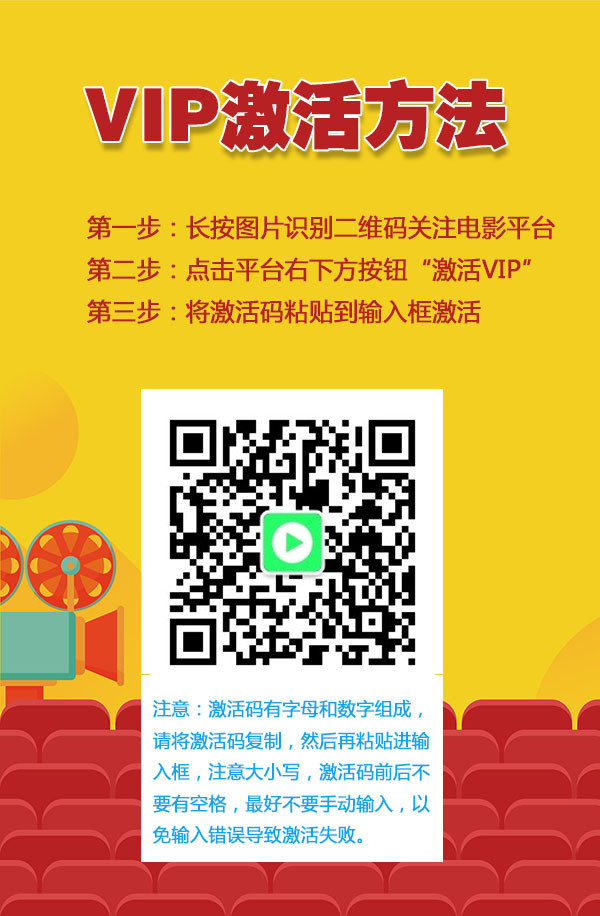 VIP激活方法
第一步：长按图片识别二维码关注电影平台
第二步：点击平台右下方按钮“激活VIP”
第三步：将激活码粘贴到输入框激活
注意：激活码有字母和数字组成，
请将激活码复制，然后再粘贴进输
入框，注意大小写，激活码前后不
要有空格，最好不要手动输入，以
免输入错误导致激活失败。